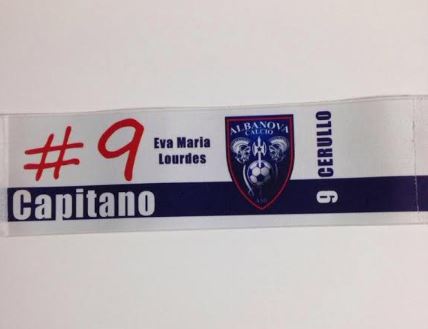 #9
Eva Maria
Lourdes
Capitano
ALBANOVA
CALCIO
9 CERULLO